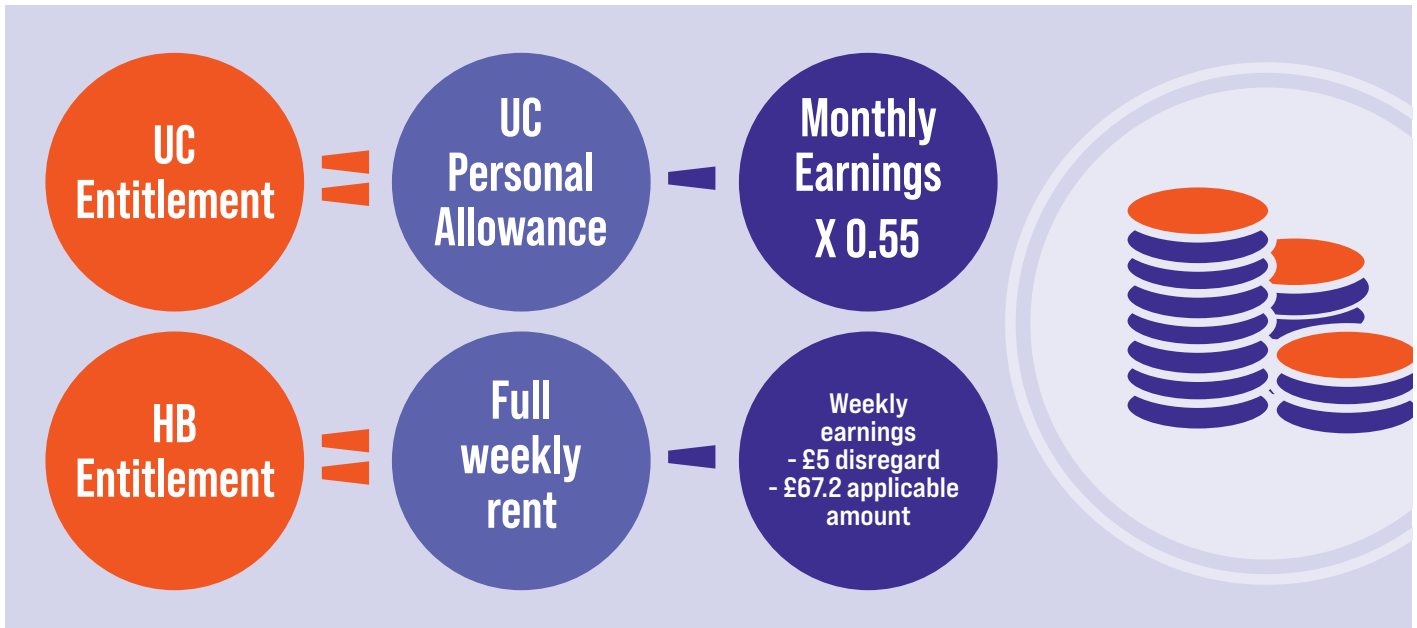 UC
Entitlement
=
UC
Personal
Allowance
-
Monthly
Earnings
X 0.55
HB
Entitlement
=
Full
weekly
rent
-
Weekly
earnings
- £5 disregard
- £67.2 applicable
amount